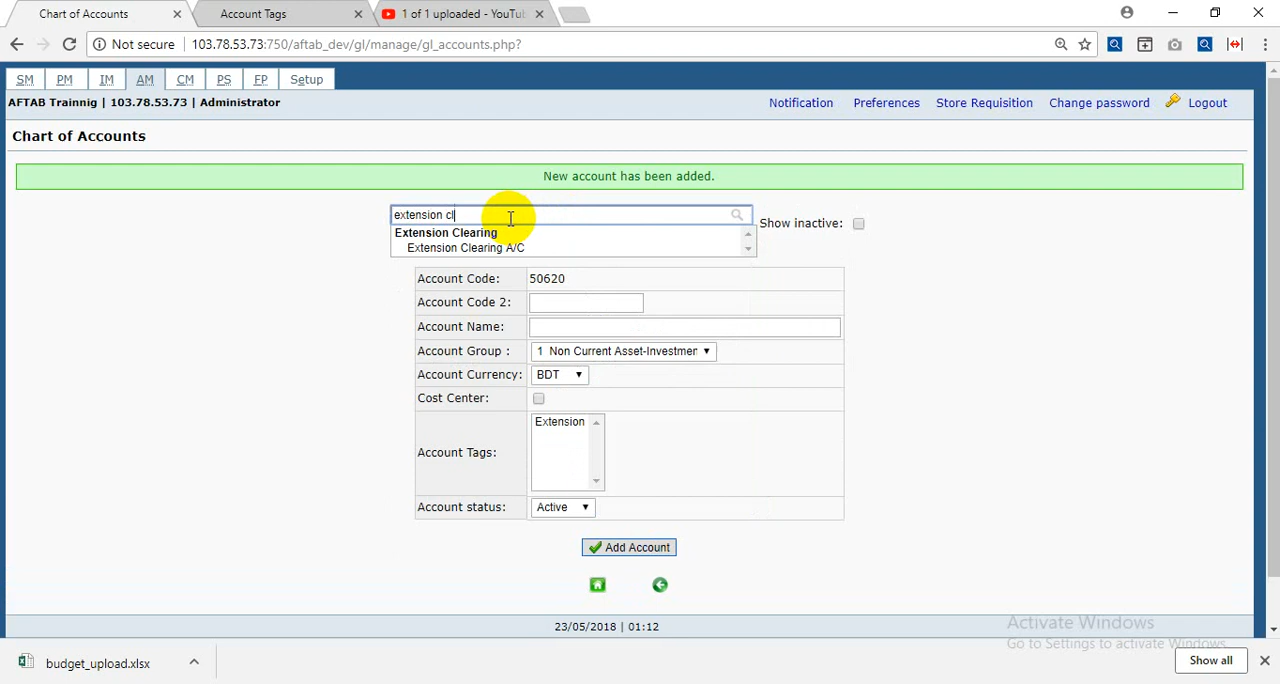 Chart of Accounts
Account Tags
1 of 1 uploaded - YouTu
Not secure
103.78.53.73:750/aftab_dev/gl/manage/gl_accounts.php?
SM
PM
IM
AM
CM
PS
FP
Setup
AFTAB Trainnig | 103.78.53.73 | Administrator
Notification
Preferences
Store Requisition
Change password
Logout
Chart of Accounts
New account has been added.
extension cl
Show inactive:
Extension Clearing
Extension Clearing A/C
Account Code:
50620
Account Code 2:
Account Name:
Account Group :
1 Non Current Asset-Investmen
Account Currency:
BDT
Cost Center:
Account Tags:
Extension
Account status:
Active
Add Account
23/05/2018 | 01:12
Activate Windows
Go to Settings to activate Windows.
budget_upload.xlsx
Show all